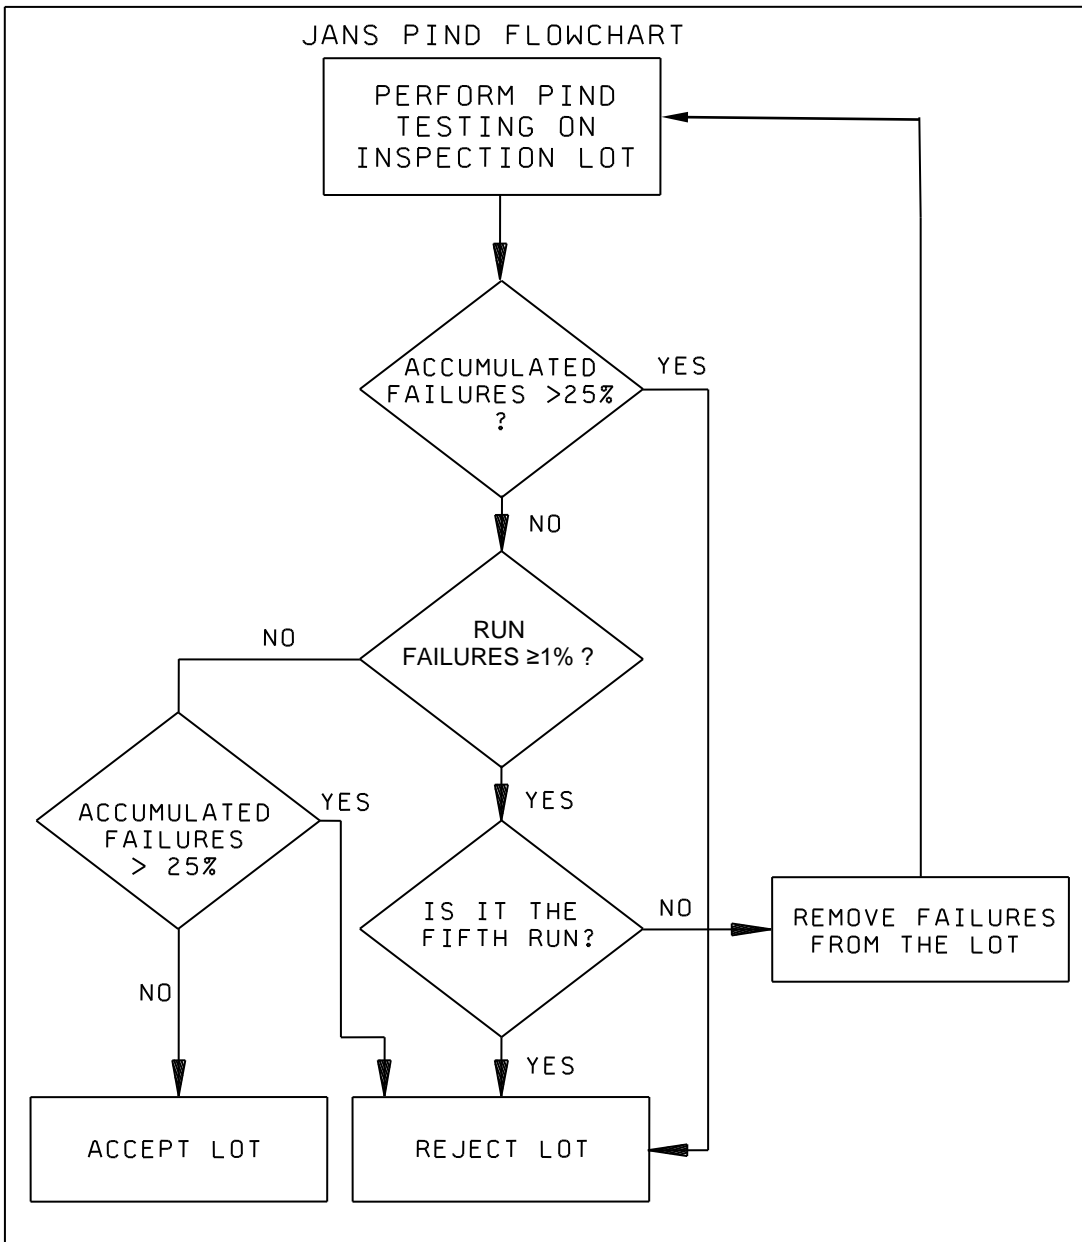 JANS PIND FLOWCHART
PERFORM PIND
TESTING ON
INSPECTION LOT
ACCUMULATED
FAILURES >25%
?
YES
NO
RUN
FAILURES ≥1% ?
NO
YES
ACCUMULATED
FAILURES
> 25%
YES
NO
IS IT THE
FIFTH RUN?
NO
YES
REMOVE FAILURES
FROM THE LOT
ACCEPT LOT
REJECT LOT